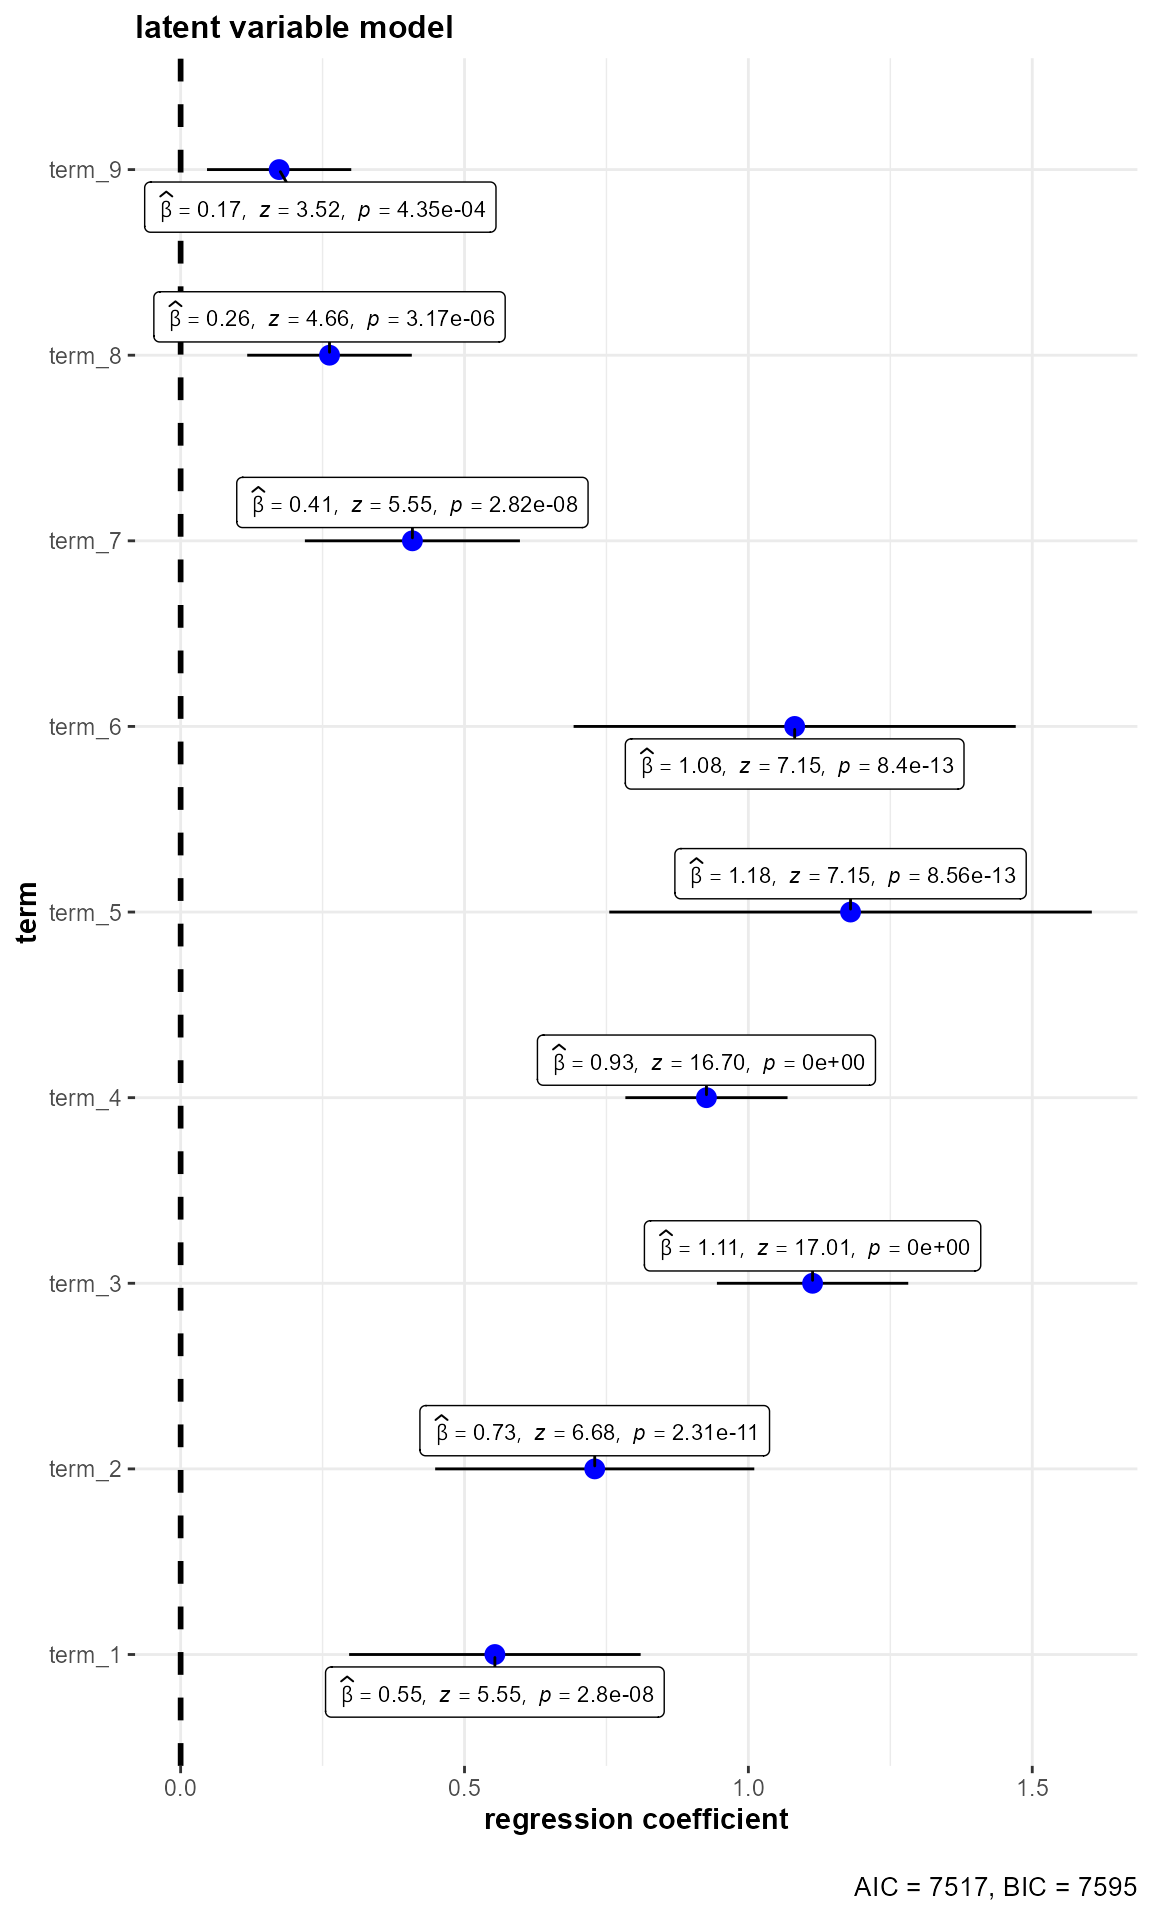 latent variable model
term_9
β̂ = 0.17, z = 3.52, p = 4.35e-04
β̂ = 0.26, z = 4.66, p = 3.17e-06
term_8
β̂ = 0.41, z = 5.55, p = 2.82e-08
term_7
term_6
β̂ = 1.08, z = 7.15, p = 8.4e-13
β̂ = 1.18, z = 7.15, p = 8.56e-13
term_5
term
β̂ = 0.93, z = 16.70, p = 0e+00
term_4
β̂ = 1.11, z = 17.01, p = 0e+00
term_3
β̂ = 0.73, z = 6.68, p = 2.31e-11
term_2
term_1
β̂ = 0.55, z = 5.55, p = 2.8e-08
0.0 0.5 1.0 1.5
regression coefficient
AIC = 7517, BIC = 7595